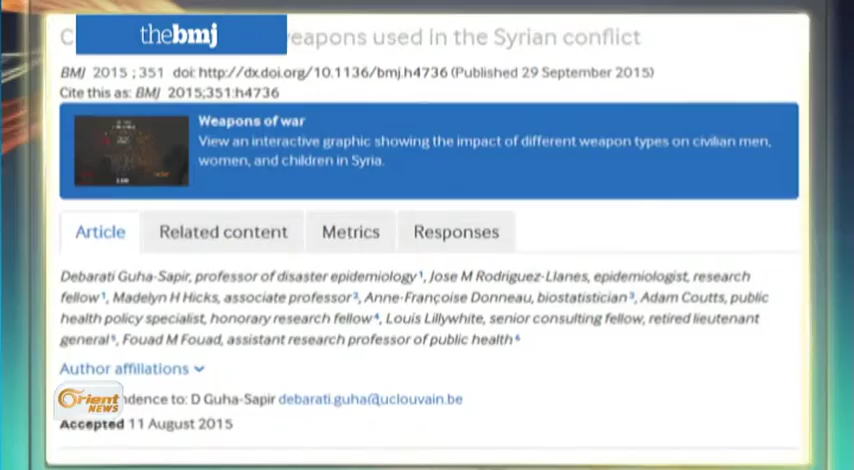 C
thebmj
eapons used in the Syrian conflict
BMJ 2015 ; 351 doi: http://dx.doi.org/10.1136/bmj.h4736 (Published 29 September 2015)
Cite this as: BMJ 2015;351:h4736
Weapons of war
View an interactive graphic showing the impact of different weapon types on civilian men,
women, and children in Syria.
Article Related content Metrics Responses
Debarati Guha-Sapir, professor of disaster epidemiology¹, Jose M Rodriguez-Llanes, epidemiologist, research
fellow¹, Madelyn H Hicks, associate professor², Anne-Françoise Donneau, biostatistician³, Adam Coutts, public
health policy specialist, honorary research fellow⁴, Louis Lillywhite, senior consulting fellow, retired lieutenant
general⁵, Fouad M Fouad, assistant research professor of public health⁶
Author affiliations
Orient NEWS
ndence to: D Guha-Sapir debarati.guha@uclouvain.be
Accepted 11 August 2015